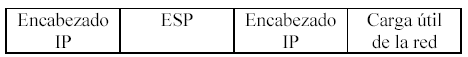 Encabezado ESP Encabezado Carga útil
IP IP de la red